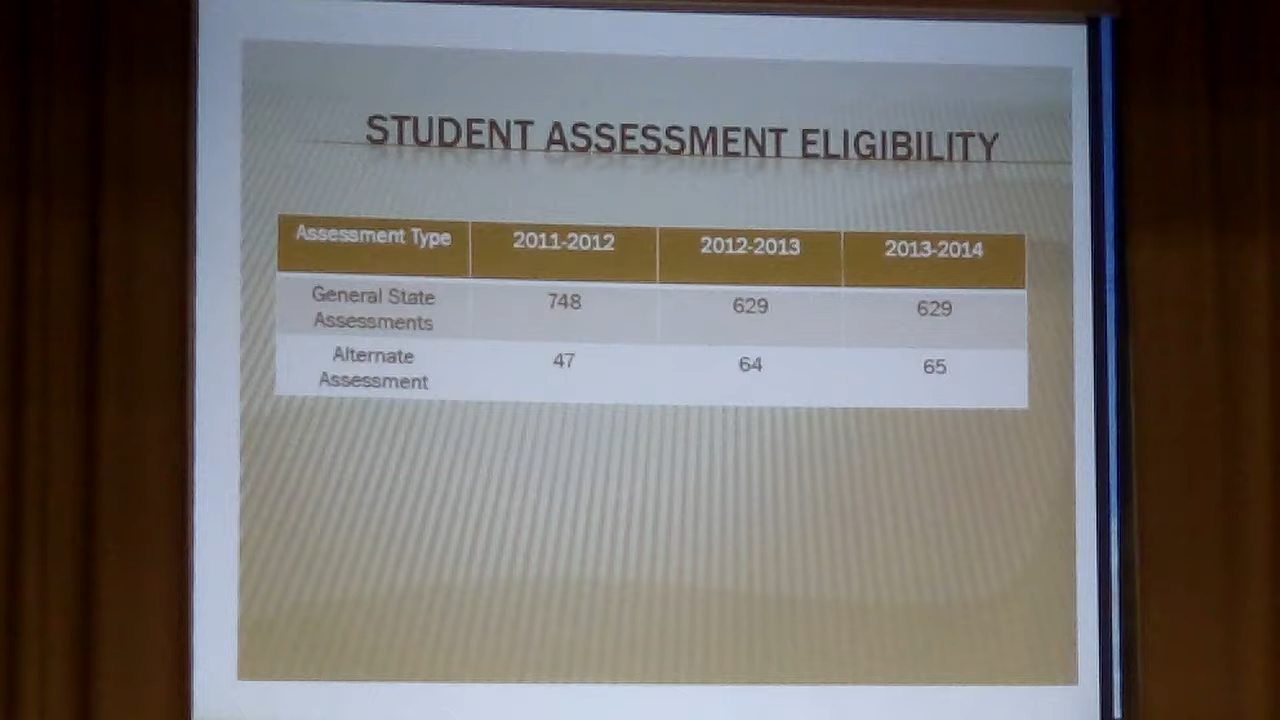 STUDENT ASSESSMENT ELIGIBILITY
Assessment Type 2011-2012 2012-2013 2013-2014
General State
Assessments 748 629 629
Alternate
Assessment 47 64 65